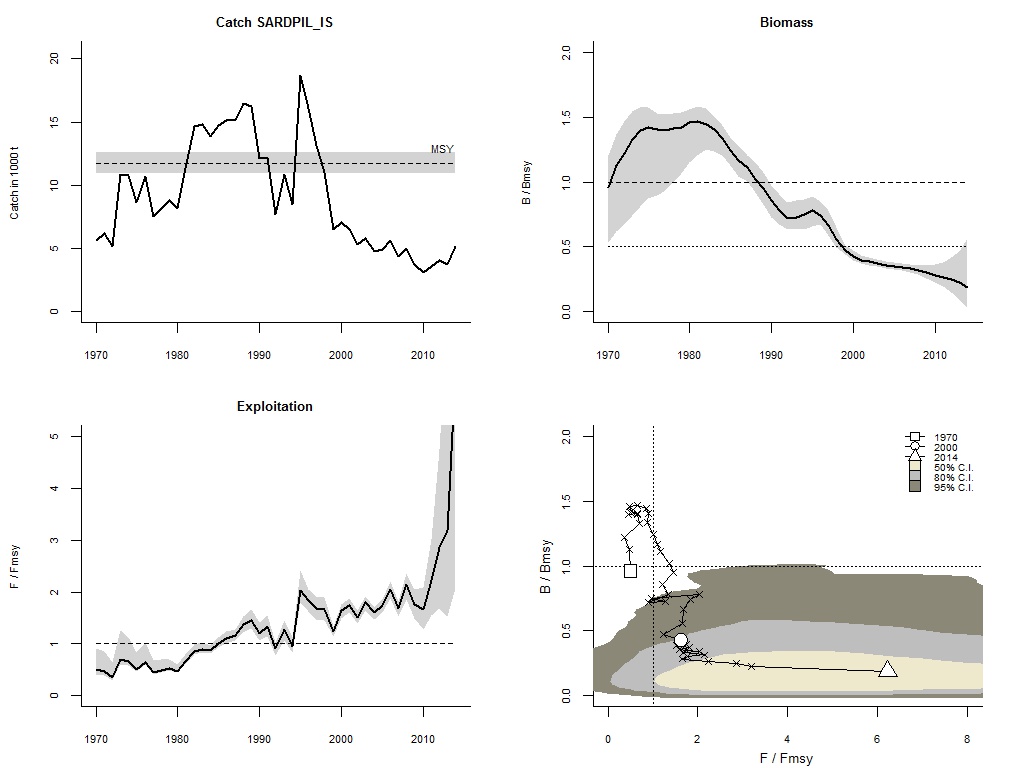 Catch SARDPIL_IS
Catch in 1000 t
20
15
10
5
0
MSY
1970 1980 1990 2000 2010
Biomass
B / Bmsy
2.0
1.5
1.0
0.5
0.0
1970 1980 1990 2000 2010
Exploitation
F / Fmsy
5
4
3
2
1
0
1970 1980 1990 2000 2010
B / Bmsy
2.0
1.5
1.0
0.5
0.0
1970
2000
2014
50% C.I.
80% C.I.
95% C.I.
0 2 4 6 8
F / Fmsy